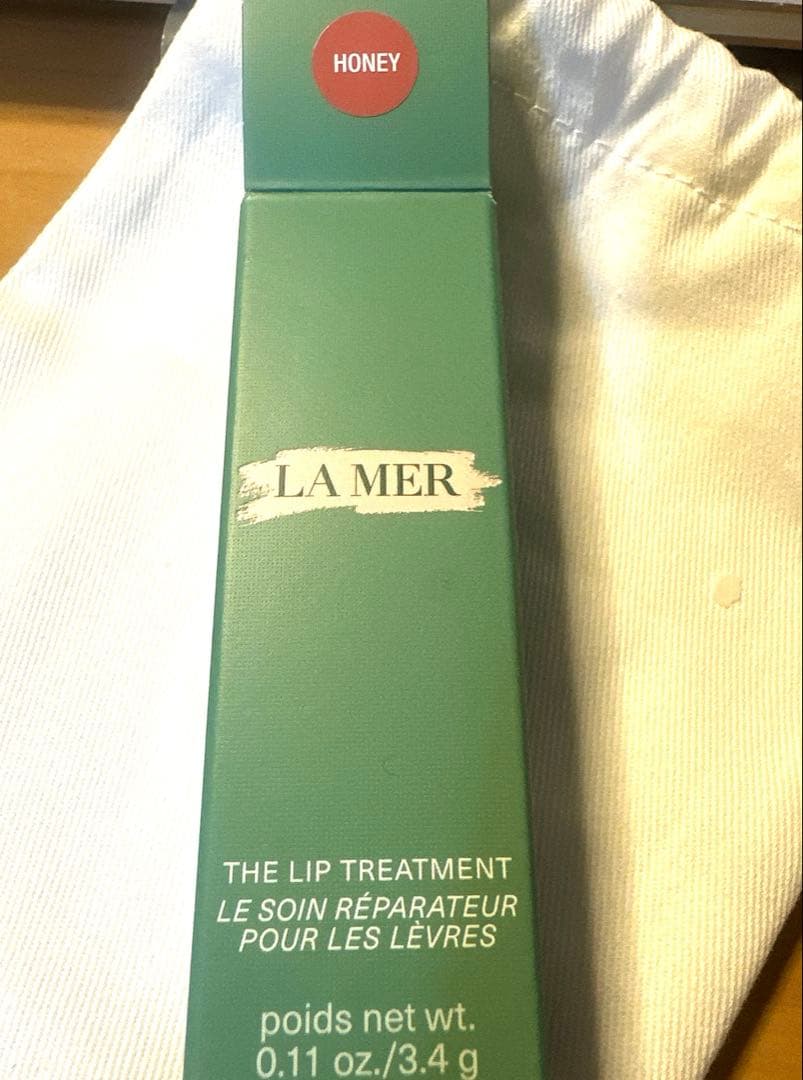 HONEY
LA MER
THE LIP TREATMENT
LE SOIN RÉPARATEUR
POUR LES LÈVRES
poids net wt.
0.11 oz./3.4 g